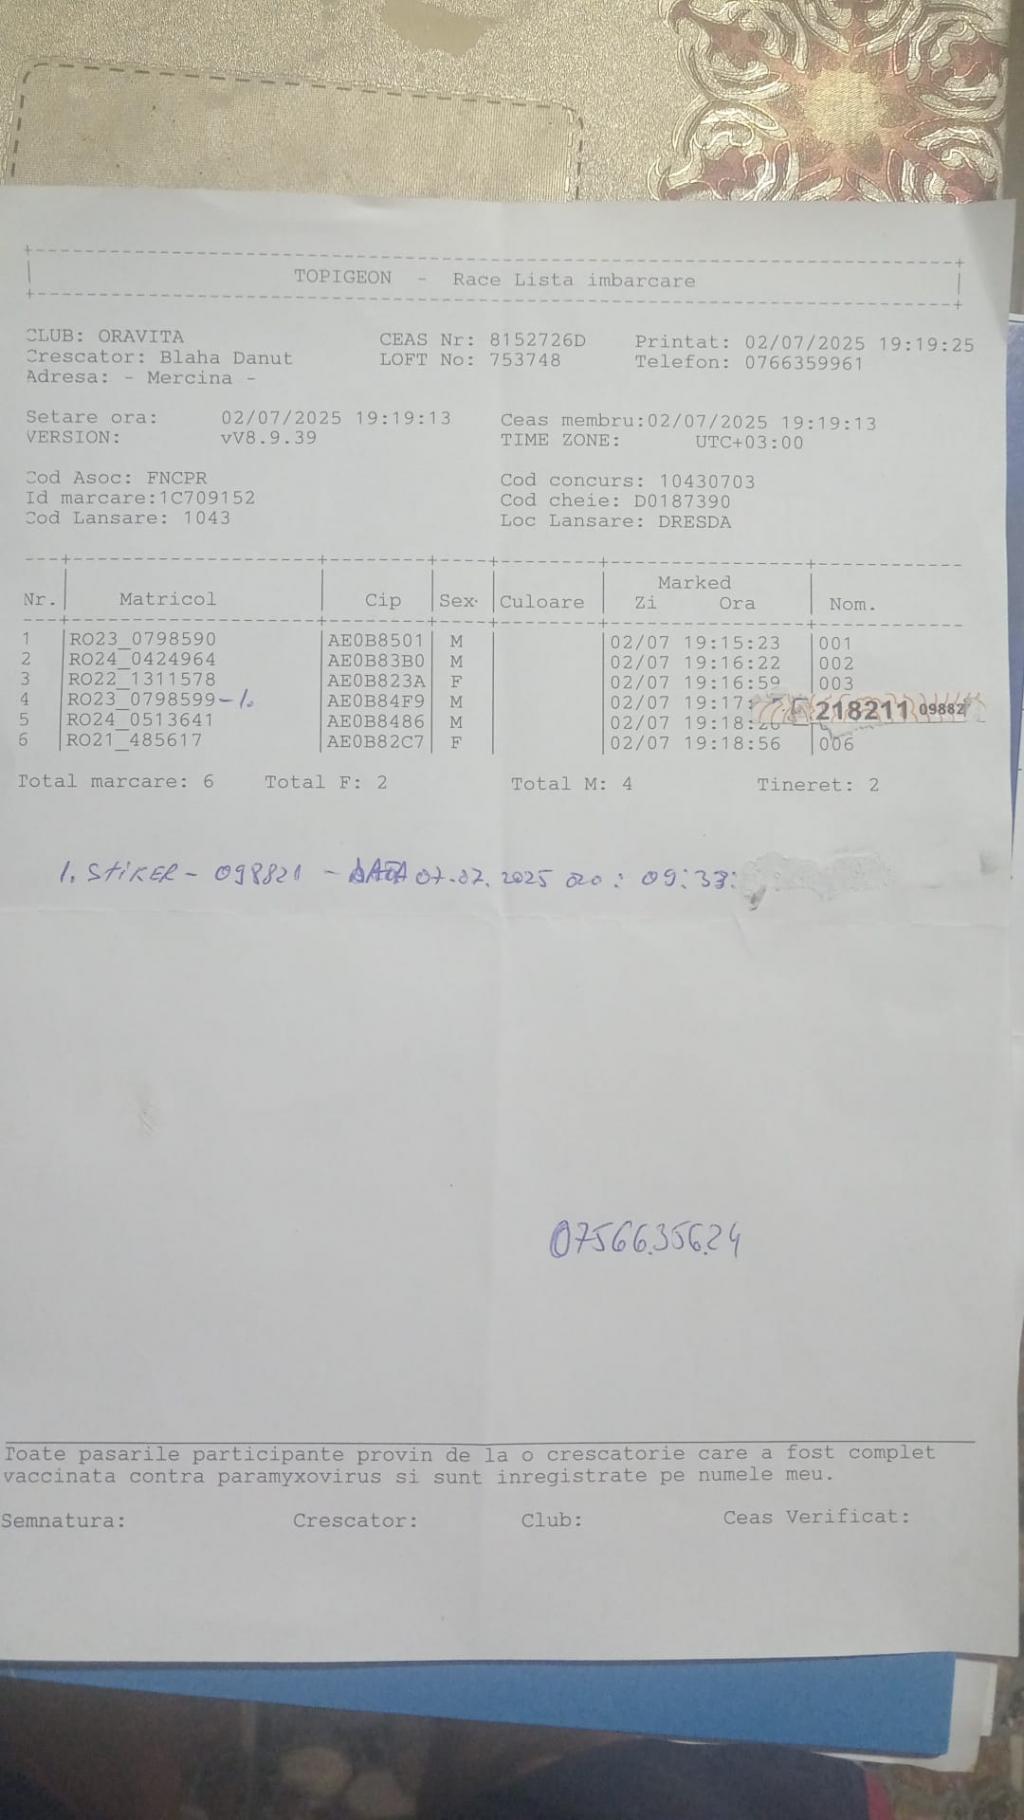 TOPIGEON - Race Lista imbarcare
CLUB: ORAVITA CEAS Nr: 8152726D Printat: 02/07/2025 19:19:25
Crescator: Blaha Danut LOFT No: 753748 Telefon: 0766359961
Adresa: - Mercina -
Setare ora: 02/07/2025 19:19:13 Ceas membru:02/07/2025 19:19:13
VERSION: vV8.9.39 TIME ZONE: UTC+03:00
Cod Asoc: FNCPR Cod concurs: 10430703
Id marcare:1C709152 Cod cheie: D0187390
Cod Lansare: 1043 Loc Lansare: DRESDA
Marked
Nr. Matricol Cip Sex Culoare Zi Ora Nom.
1 RO23_0798590 AE0B8501 M 02/07 19:15:23 001
2 RO24_0424964 AE0B83B0 M 02/07 19:16:22 002
3 RO22_1311578 AE0B823A F 02/07 19:16:59 003
4 RO23_0798599 -1. AE0B84F9 M 02/07 19:17: 218211 09882
5 RO24_0513641 AE0B8486 M 02/07 19:18:
6 RO21_485617 AE0B82C7 F 02/07 19:18:56 006
Total marcare: 6 Total F: 2 Total M: 4 Tineret: 2
1. STiKER - 098821 - DATA 07.07.2025 : 09:33:
0756635624
Toate pasarile participante provin de la o crescatorie care a fost complet
vaccinata contra paramyxovirus si sunt inregistrate pe numele meu.
Semnatura: Crescator: Club: Ceas Verificat: